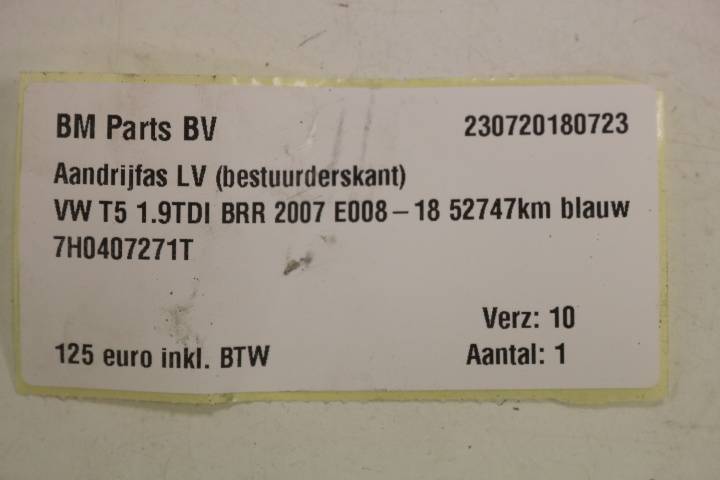 BM Parts BV 230720180723
Aandrijfas LV (bestuurderskant)
VW T5 1.9TDI BRR 2007 E008-18 52747km blauw
7H0407271T
Verz: 10
125 euro inkl. BTW Aantal: 1